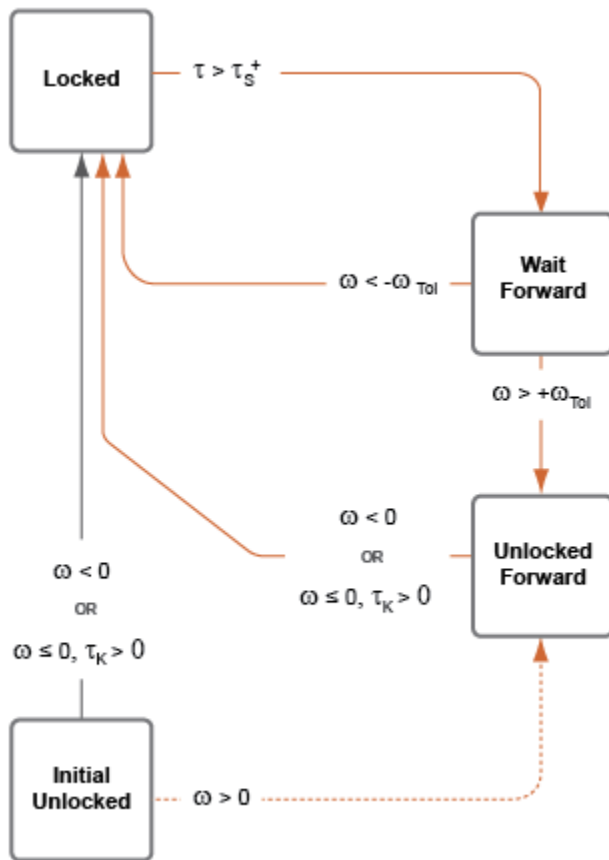 Locked
τ > τS+
Wait
Forward
ω < -ω Tol
ω > +ωTol
ω < 0
OR
ω ≤ 0, τK > 0
Unlocked
Forward
ω < 0
OR
ω ≤ 0, τK > 0
Initial
Unlocked
ω > 0